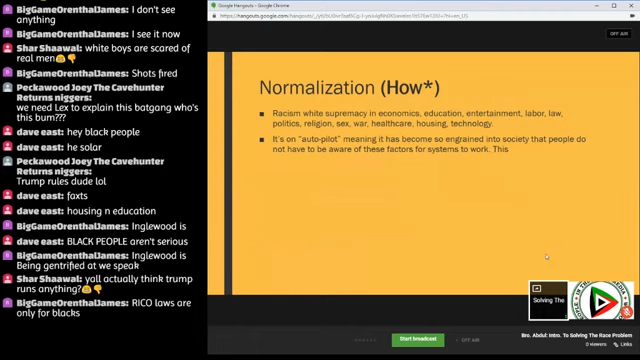 BigGameOrenthalJames: I don't see
anything
BigGameOrenthalJames: I see it now
Shar Shaawal: white boys are scared of
real men
BigGameOrenthalJames: Shots fired
Peckawood Joey The Cavehunter
Returns niggers:
we need Lex to explain this batgang who's
this bum???
dave east: hey black people
dave east: he solar
Peckawood Joey The Cavehunter
Returns niggers:
Trump rules dude lol
dave east: faxts
dave east: housing n education
BigGameOrenthalJames: Inglewood is
dave east: BLACK PEOPLE aren't serious
BigGameOrenthalJames: Inglewood is
Being gentrified at we speak
Shar Shaawal: yall actually think trump
runs anything?
BigGameOrenthalJames: RICO laws are
only for blacks
Google Hangouts - Google Chrome
OFF AIR
Normalization (How*)
Racism white supremacy in economics, education, entertainment, labor, law,
politics, religion, sex, war, healthcare, housing, technology.
It's on "auto-pilot" meaning it has become so engrained into society that people do
not have to be aware of these factors for systems to work. This
Solving The
Start broadcast
OFF AIR
Bro. Abdul: Intro. To Solving The Race Problem
0 viewers
Links